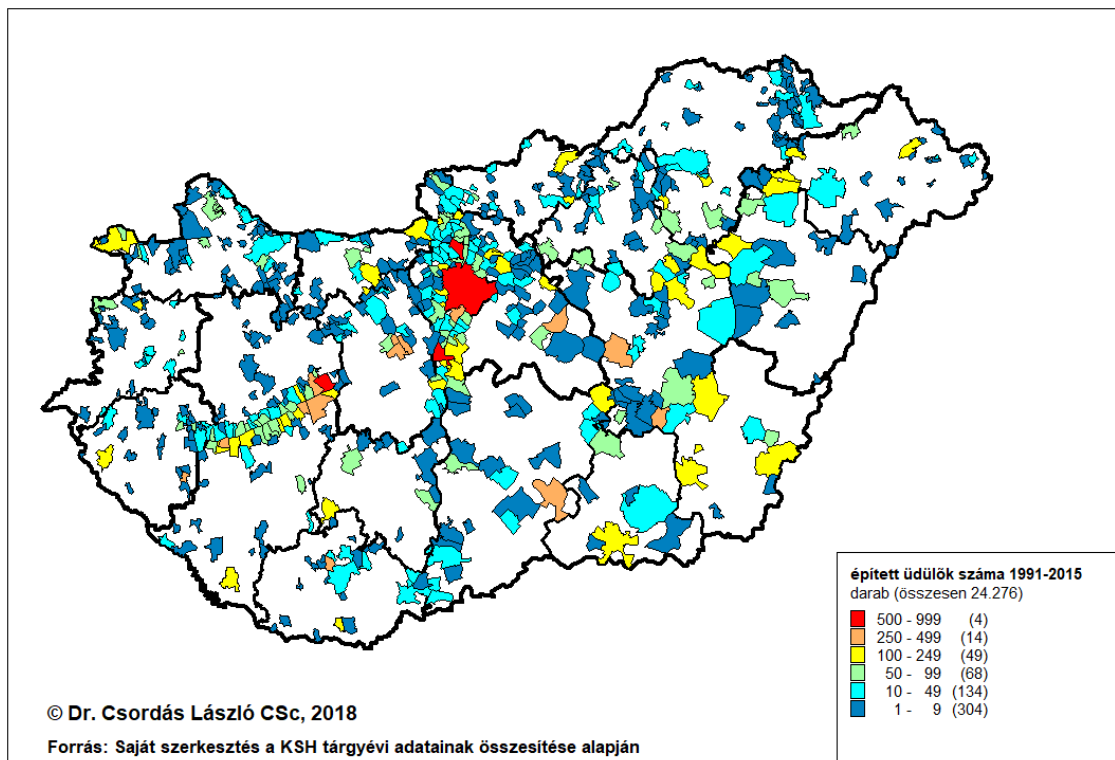 épített üdülők száma 1991-2015
darab (összesen 24.276)
500 - 999 (4)
250 - 499 (14)
100 - 249 (49)
50 - 99 (68)
10 - 49 (134)
1 - 9 (304)
© Dr. Csordás László CSc, 2018
Forrás: Saját szerkesztés a KSH tárgyévi adatainak összesítése alapján